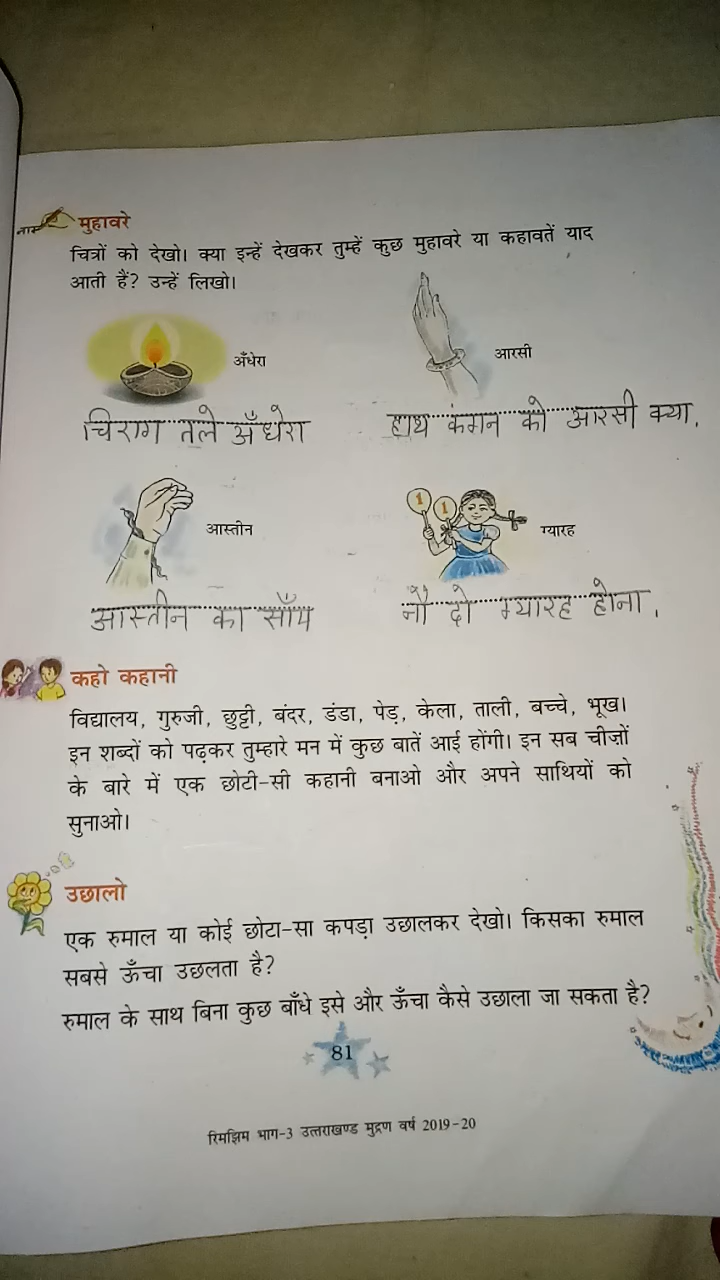 मुहावरे
चित्रों को देखो। क्या इन्हें देखकर तुम्हें कुछ मुहावरे या कहावतें याद
आती हैं? उन्हें लिखो।
अँधेरा
आरसी
चिराग तले अँधेरा
हाथ कंगन को आरसी क्या.
आस्तीन
1
1
ग्यारह
आस्तीन का साँप
नौ दो ग्यारह होना.
कहो कहानी
विद्यालय, गुरुजी, छुट्टी, बंदर, डंडा, पेड़, केला, ताली, बच्चे, भूख।
इन शब्दों को पढ़कर तुम्हारे मन में कुछ बातें आई होंगी। इन सब चीज़ों
के बारे में एक छोटी-सी कहानी बनाओ और अपने साथियों को
सुनाओ।
उछालो
एक रुमाल या कोई छोटा-सा कपड़ा उछालकर देखो। किसका रुमाल
सबसे ऊँचा उछलता है?
रुमाल के साथ बिना कुछ बाँधे इसे और ऊँचा कैसे उछाला जा सकता है?
81
रिमझिम भाग-3 उत्तराखण्ड मुद्रण वर्ष 2019-20